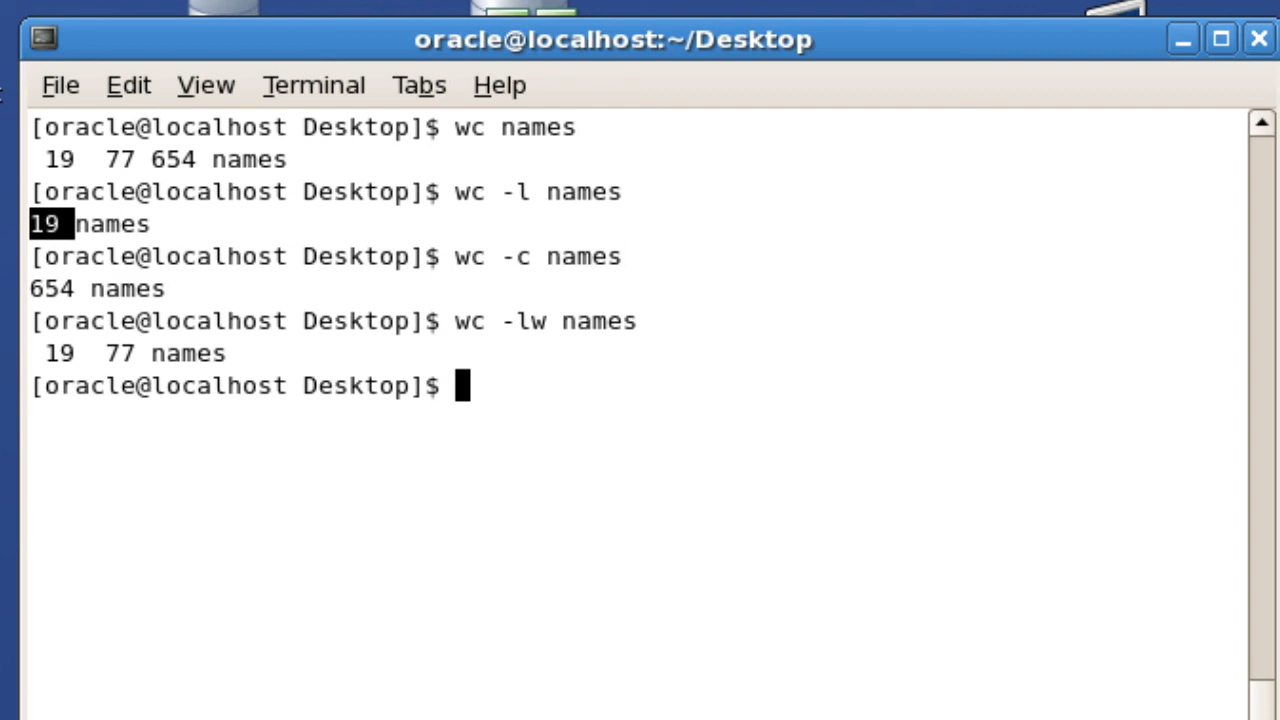 oracle@localhost:~/Desktop
File Edit View Terminal Tabs Help
[oracle@localhost Desktop]$ wc names
 19  77 654 names
[oracle@localhost Desktop]$ wc -l names
19 names
[oracle@localhost Desktop]$ wc -c names
654 names
[oracle@localhost Desktop]$ wc -lw names
 19  77 names
[oracle@localhost Desktop]$